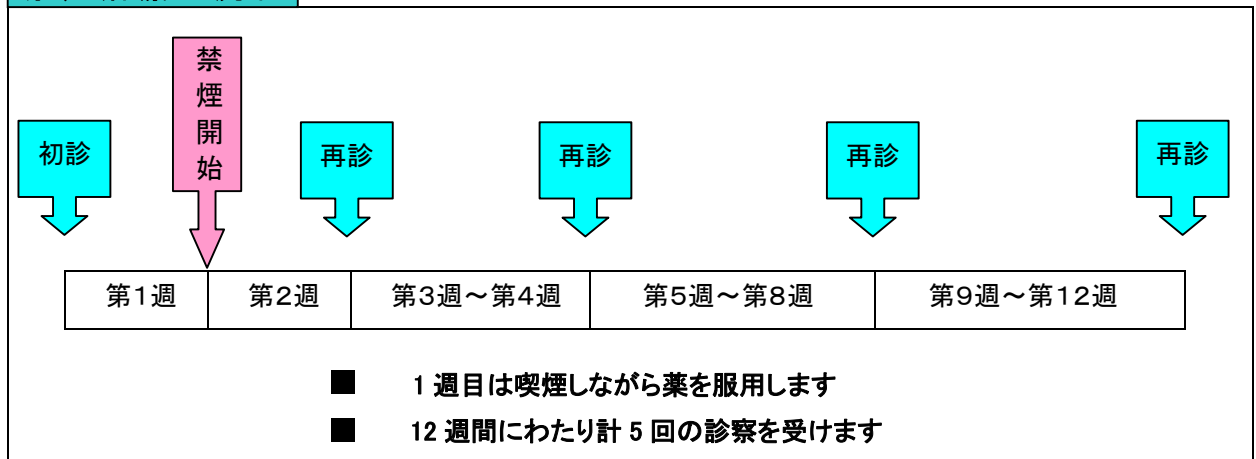 禁煙開始
初診
再診
再診
再診
再診
第1週
第2週
第3週～第4週
第5週～第8週
第9週～第12週
■ 1週目は喫煙しながら薬を服用します
■ 12週間にわたり計5回の診察を受けます